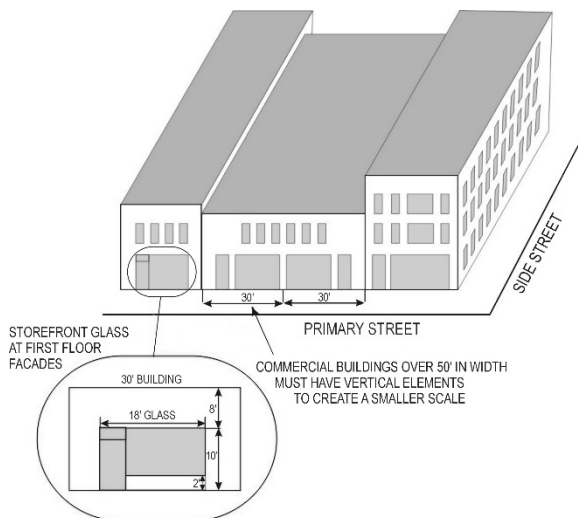 SIDE STREET
30'
30'
PRIMARY STREET
STOREFRONT GLASS
AT FIRST FLOOR
FACADES
COMMERCIAL BUILDINGS OVER 50' IN WIDTH
MUST HAVE VERTICAL ELEMENTS
TO CREATE A SMALLER SCALE
30' BUILDING
18' GLASS
8'
10'
2'